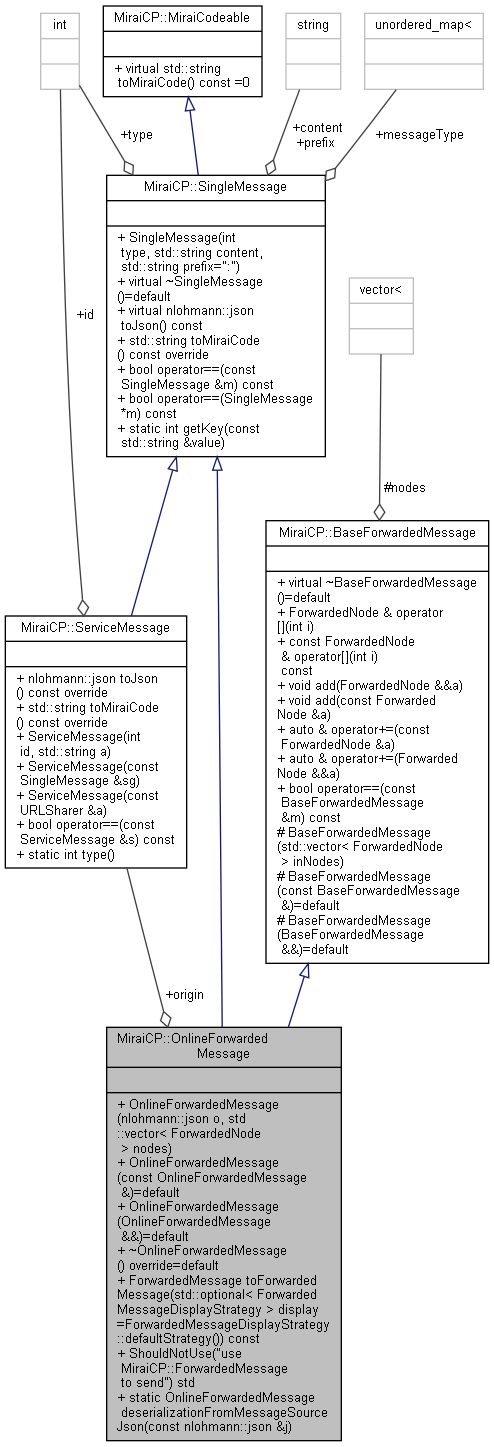 int
MiraiCP::MiraiCodeable
+ virtual std::string
toMiraiCode() const =0
string
unordered_map<
+type
+content
+prefix
+messageType
MiraiCP::SingleMessage
+ SingleMessage(int
type, std::string content,
std::string prefix=":")
+ virtual ~SingleMessage
()=default
+ virtual nlohmann::json
toJson() const
+ std::string toMiraiCode
() const override
+ bool operator==(const
SingleMessage &m) const
+ bool operator==(SingleMessage
*m) const
+ static int getKey(const
std::string &value)
+id
vector<
#nodes
MiraiCP::ServiceMessage
+ nlohmann::json toJson
() const override
+ std::string toMiraiCode
() const override
+ ServiceMessage(int
id, std::string a)
+ ServiceMessage(const
SingleMessage &sg)
+ ServiceMessage(const
URLSharer &a)
+ bool operator==(const
ServiceMessage &s) const
+ static int type()
MiraiCP::BaseForwardedMessage
+ virtual ~BaseForwardedMessage
()=default
+ ForwardedNode & operator
[](int i)
+ const ForwardedNode
& operator[](int i)
const
+ void add(ForwardedNode &&a)
+ void add(const Forwarded
Node &a)
+ auto & operator+=(const
ForwardedNode &a)
+ auto & operator+=(Forwarded
Node &&a)
+ bool operator==(const
BaseForwardedMessage
&m) const
# BaseForwardedMessage
(std::vector< ForwardedNode
> inNodes)
# BaseForwardedMessage
(const BaseForwardedMessage
&)=default
# BaseForwardedMessage
(BaseForwardedMessage
&&)=default
+origin
MiraiCP::OnlineForwarded
Message
+ OnlineForwardedMessage
(nlohmann::json o, std
::vector< ForwardedNode
> nodes)
+ OnlineForwardedMessage
(const OnlineForwardedMessage
&)=default
+ OnlineForwardedMessage
(OnlineForwardedMessage
&&)=default
+ ~OnlineForwardedMessage
() override=default
+ ForwardedMessage toForwarded
Message(std::optional< Forwarded
MessageDisplayStrategy > display
=ForwardedMessageDisplayStrategy
::defaultStrategy()) const
+ ShouldNotUse("use
MiraiCP::ForwardedMessage
to send") std
+ static OnlineForwardedMessage
deserializationFromMessageSource
Json(const nlohmann::json &j)